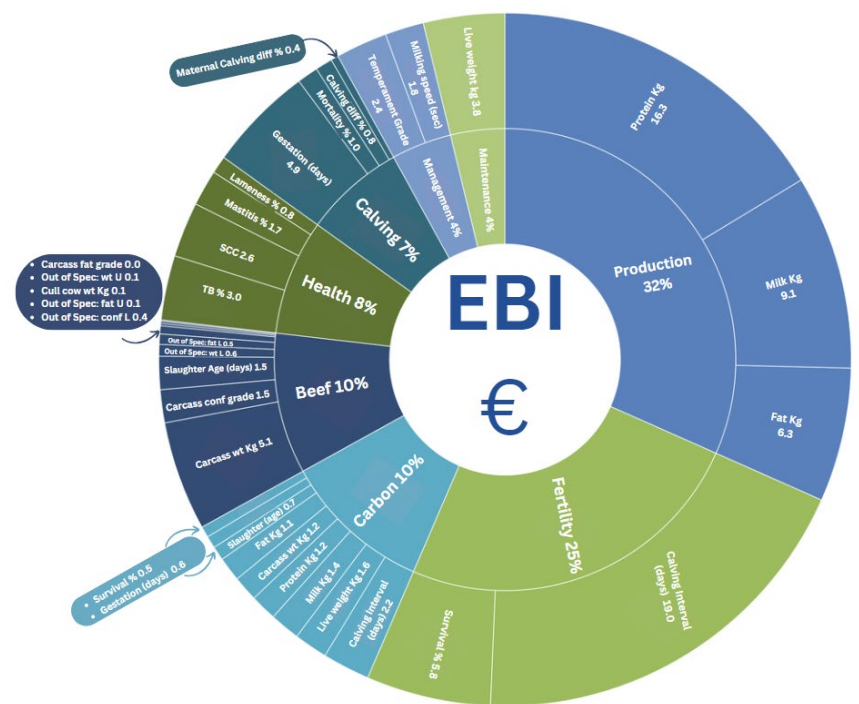 EBI
€
Production
32%
Protein Kg
16.3
Milk Kg
9.1
Fat Kg
6.3
Fertility 25%
Calving Interval
(days) 19.0
Survival % 5.8
Carbon 10%
Calving Interval
(days) 2.1
Live weight Kg 1.6
Milk Kg 1.4
Protein Kg 1.2
Carcass wt Kg 1.2
Fat Kg 1.1
Slaughter (age) 0.7
• Survival % 0.5
• Gestation (days) 0.6
Beef 10%
Carcass wt Kg 5.1
Carcass conf grade 1.5
Slaughter Age (days) 1.5
Out of Spec: wt L 0.6
Out of Spec: fat L 0.5
• Carcass fat grade 0.0
• Out of Spec: wt U 0.1
• Cull cow wt Kg 0.1
• Out of Spec: fat U 0.1
• Out of Spec: conf L 0.4
Health 8%
TB % 3.0
SCC 2.6
Mastitis % 1.7
Lameness % 0.8
Calving 7%
Gestation (days)
4.9
Mortality % 1.0
Calving diff % 0.8
Maternal Calving diff % 0.4
Management 4%
Temperament Grade
2.4
Milking speed (sec)
1.8
Maintenance 4%
Live weight kg 3.8